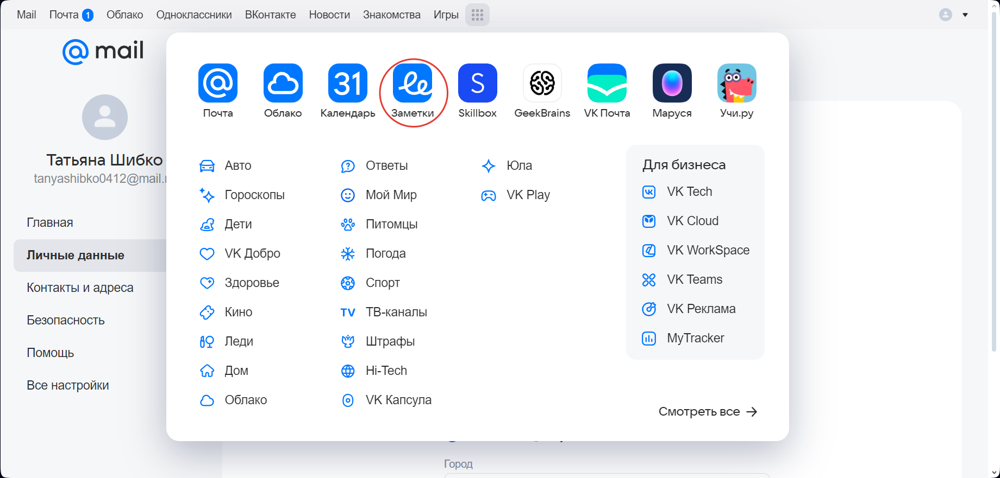 Mail Почта 1 Облако Одноклассники ВКонтакте Новости Знакомства Игры
mail
Татьяна Шибко
tanyashibko0412@mail.
Главная
Личные данные
Контакты и адреса
Безопасность
Помощь
Все настройки
31
S
Почта Облако Календарь Заметки Skillbox GeekBrains VK Почта Маруся Учи.ру
Авто
Гороскопы
Дети
VK Добро
Здоровье
Кино
Леди
Дом
Облако
Ответы
Мой Мир
Питомцы
Погода
Спорт
TV ТВ-каналы
Штрафы
Hi-Tech
VK Капсула
Юла
VK Play
Для бизнеса
VK Tech
VK Cloud
VK WorkSpace
VK Teams
VK Реклама
MyTracker
Смотреть все
Город